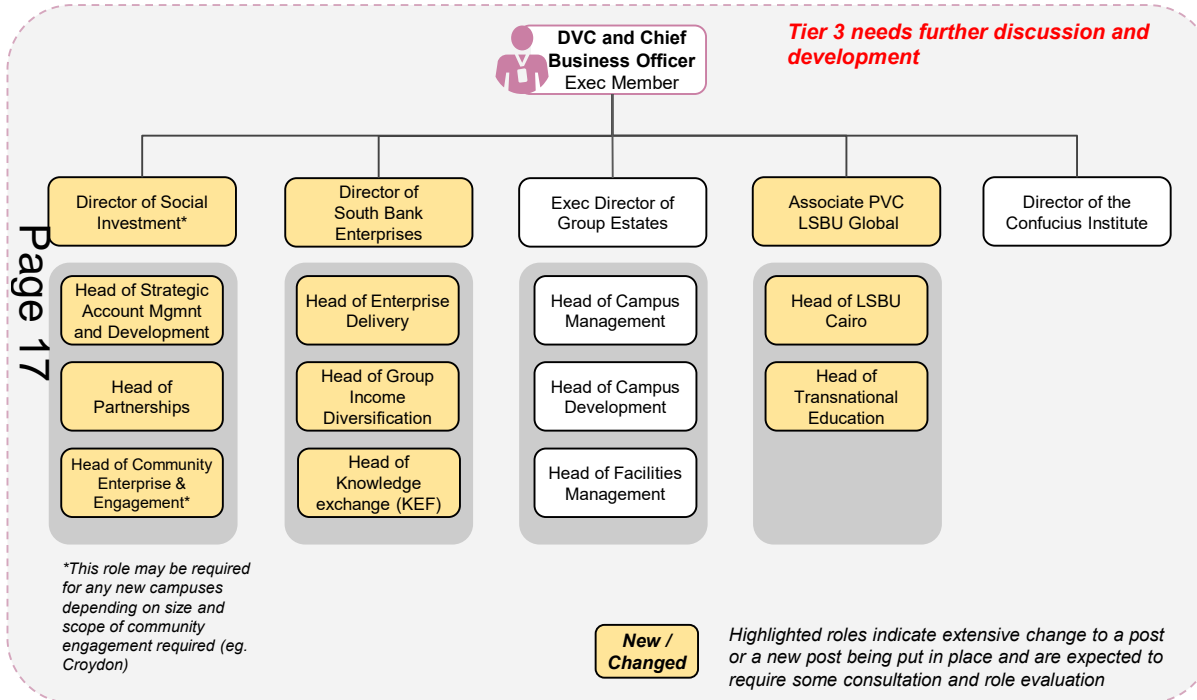 DVC and Chief
Business Officer
Exec Member
Tier 3 needs further discussion and
development
Director of Social
Investment*
Director of
South Bank
Enterprises
Exec Director of
Group Estates
Associate PVC
LSBU Global
Director of the
Confucius Institute
Page 17
Head of Strategic
Account Mgmnt
and Development
Head of
Partnerships
Head of Community
Enterprise &
Engagement*
Head of Enterprise
Delivery
Head of Group
Income
Diversification
Head of
Knowledge
exchange (KEF)
Head of Campus
Management
Head of Campus
Development
Head of Facilities
Management
Head of LSBU
Cairo
Head of
Transnational
Education
*This role may be required
for any new campuses
depending on size and
scope of community
engagement required (eg.
Croydon)
New /
Changed
Highlighted roles indicate extensive change to a post
or a new post being put in place and are expected to
require some consultation and role evaluation